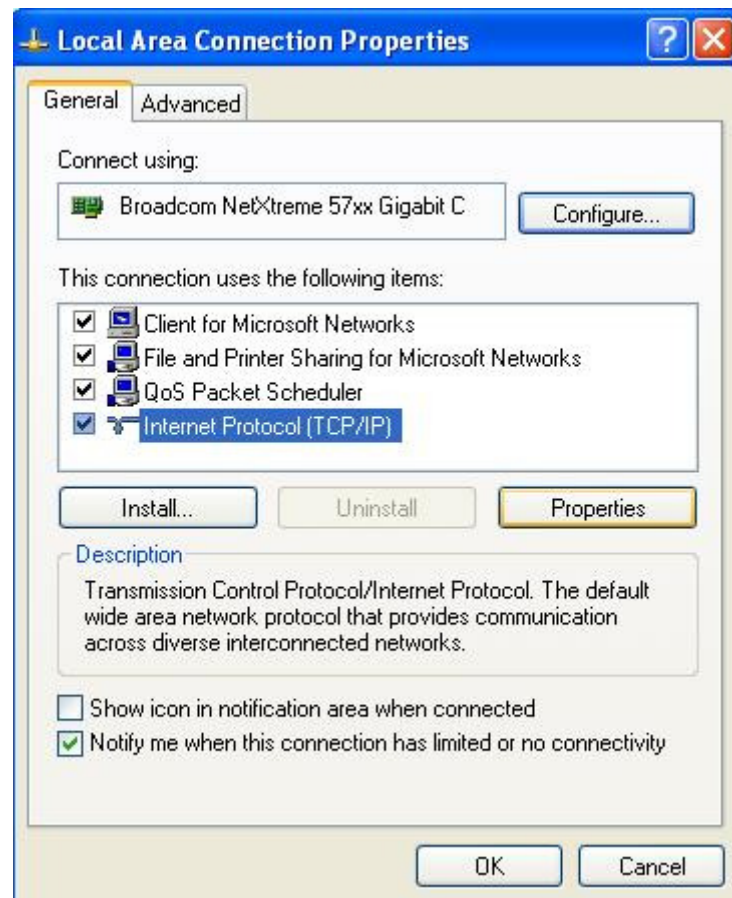 Local Area Connection Properties
General
Advanced
Connect using:
Broadcom NetXtreme 57xx Gigabit C
Configure...
This connection uses the following items:
Client for Microsoft Networks
File and Printer Sharing for Microsoft Networks
QoS Packet Scheduler
Internet Protocol (TCP/IP)
Install...
Uninstall
Properties
Description
Transmission Control Protocol/Internet Protocol. The default
wide area network protocol that provides communication
across diverse interconnected networks.
Show icon in notification area when connected
Notify me when this connection has limited or no connectivity
OK
Cancel